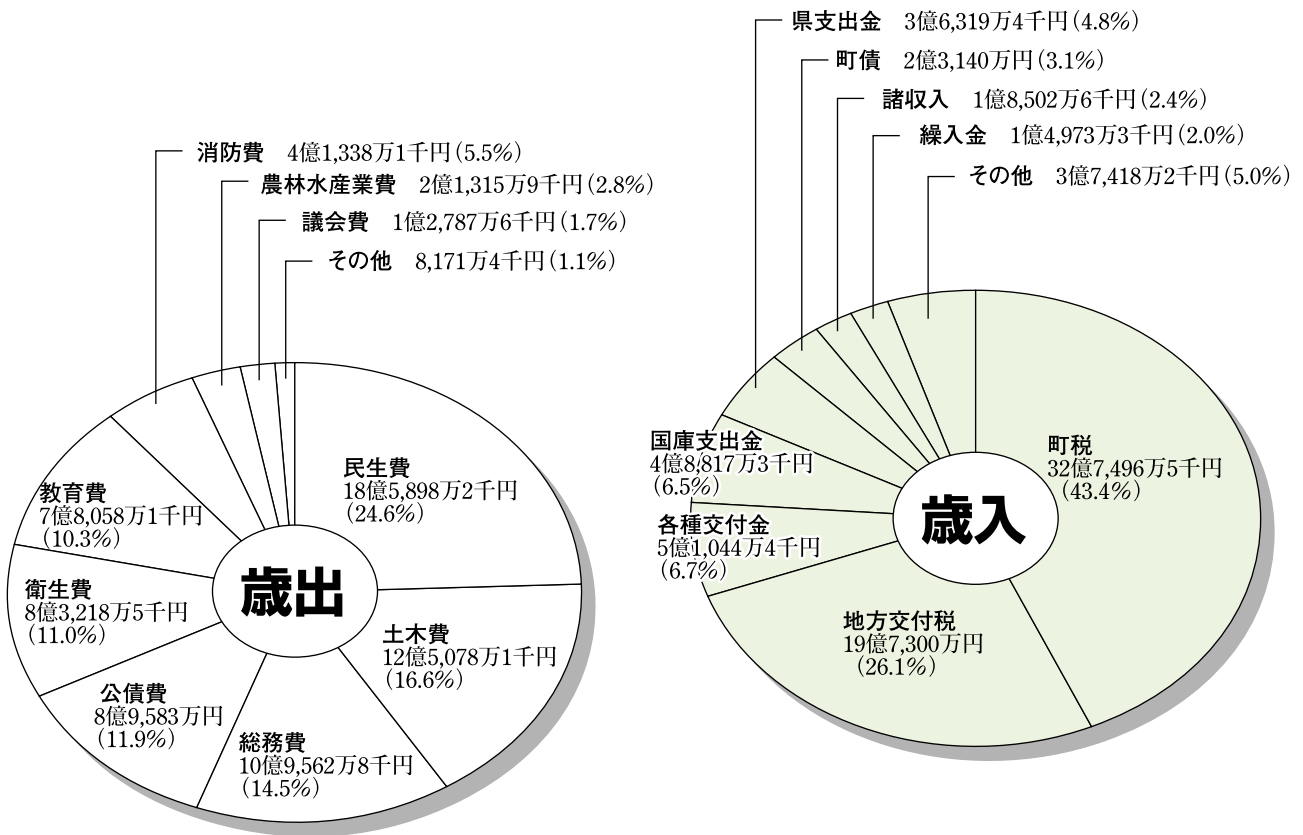 消防費　4億1,338万1千円(5.5%)
農林水産業費　2億1,315万9千円(2.8%)
議会費　1億2,787万6千円(1.7%)
その他　8,171万4千円(1.1%)
民生費
18億5,898万2千円
(24.6%)
土木費
12億5,078万1千円
(16.6%)
総務費
10億9,562万8千円
(14.5%)
公債費
8億9,583万円
(11.9%)
衛生費
8億3,218万5千円
(11.0%)
教育費
7億8,058万1千円
(10.3%)
歳出
県支出金　3億6,319万4千円(4.8%)
町債　2億3,140万円(3.1%)
諸収入　1億8,502万6千円(2.4%)
繰入金　1億4,973万3千円(2.0%)
その他　3億7,418万2千円(5.0%)
町税
32億7,496万5千円
(43.4%)
地方交付税
19億7,300万円
(26.1%)
各種交付金
5億1,044万4千円
(6.7%)
国庫支出金
4億8,817万3千円
(6.5%)
歳入